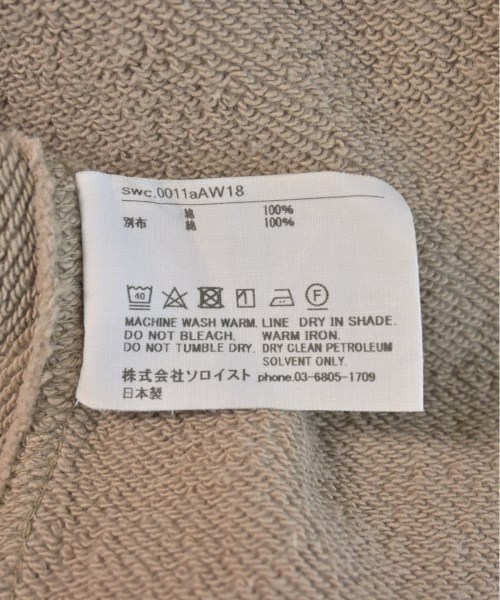 swc.0011aAW18
綿 100%
別布 綿 100%
40 F
MACHINE WASH WARM. LINE DRY IN SHADE.
DO NOT BLEACH. WARM IRON.
DO NOT TUMBLE DRY. DRY CLEAN PETROLEUM
SOLVENT ONLY.
株式会社ソロイスト phone.03-6805-1709
日本製